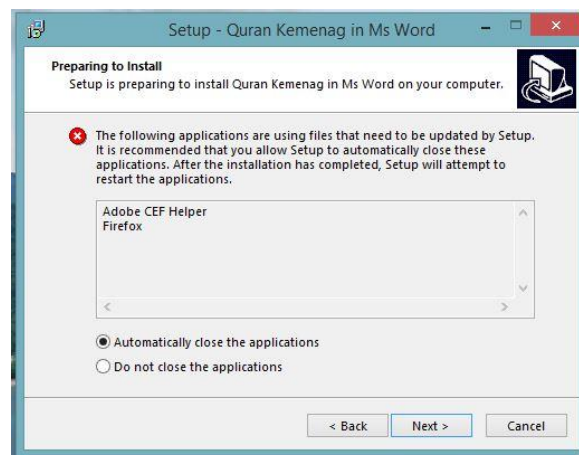 Setup - Quran Kemenag in Ms Word
Preparing to Install
Setup is preparing to install Quran Kemenag in Ms Word on your computer.
The following applications are using files that need to be updated by Setup.
It is recommended that you allow Setup to automatically close these
applications. After the installation has completed, Setup will attempt to
restart the applications.
Adobe CEF Helper
Firefox
Automatically close the applications
Do not close the applications
< Back
Next >
Cancel